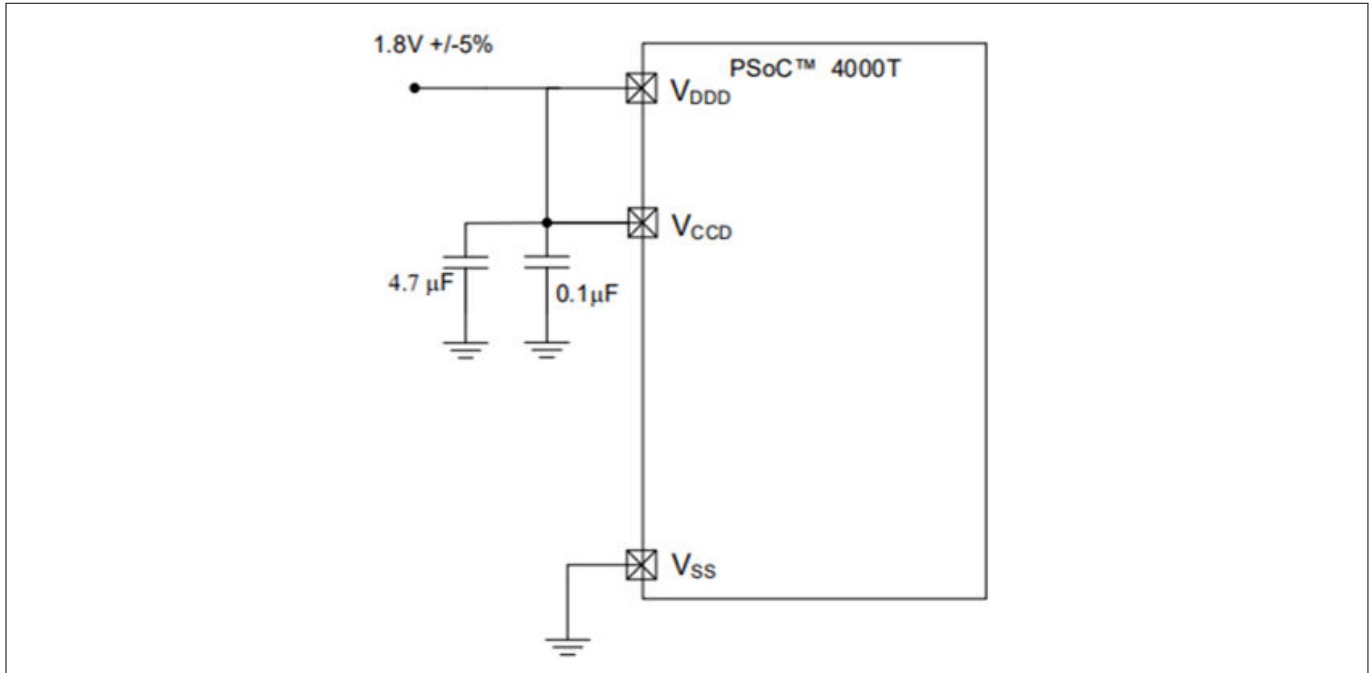 1.8V +/-5%
PSoC™ 4000T
VDDD
VCCD
4.7 μF
0.1μF
VSS